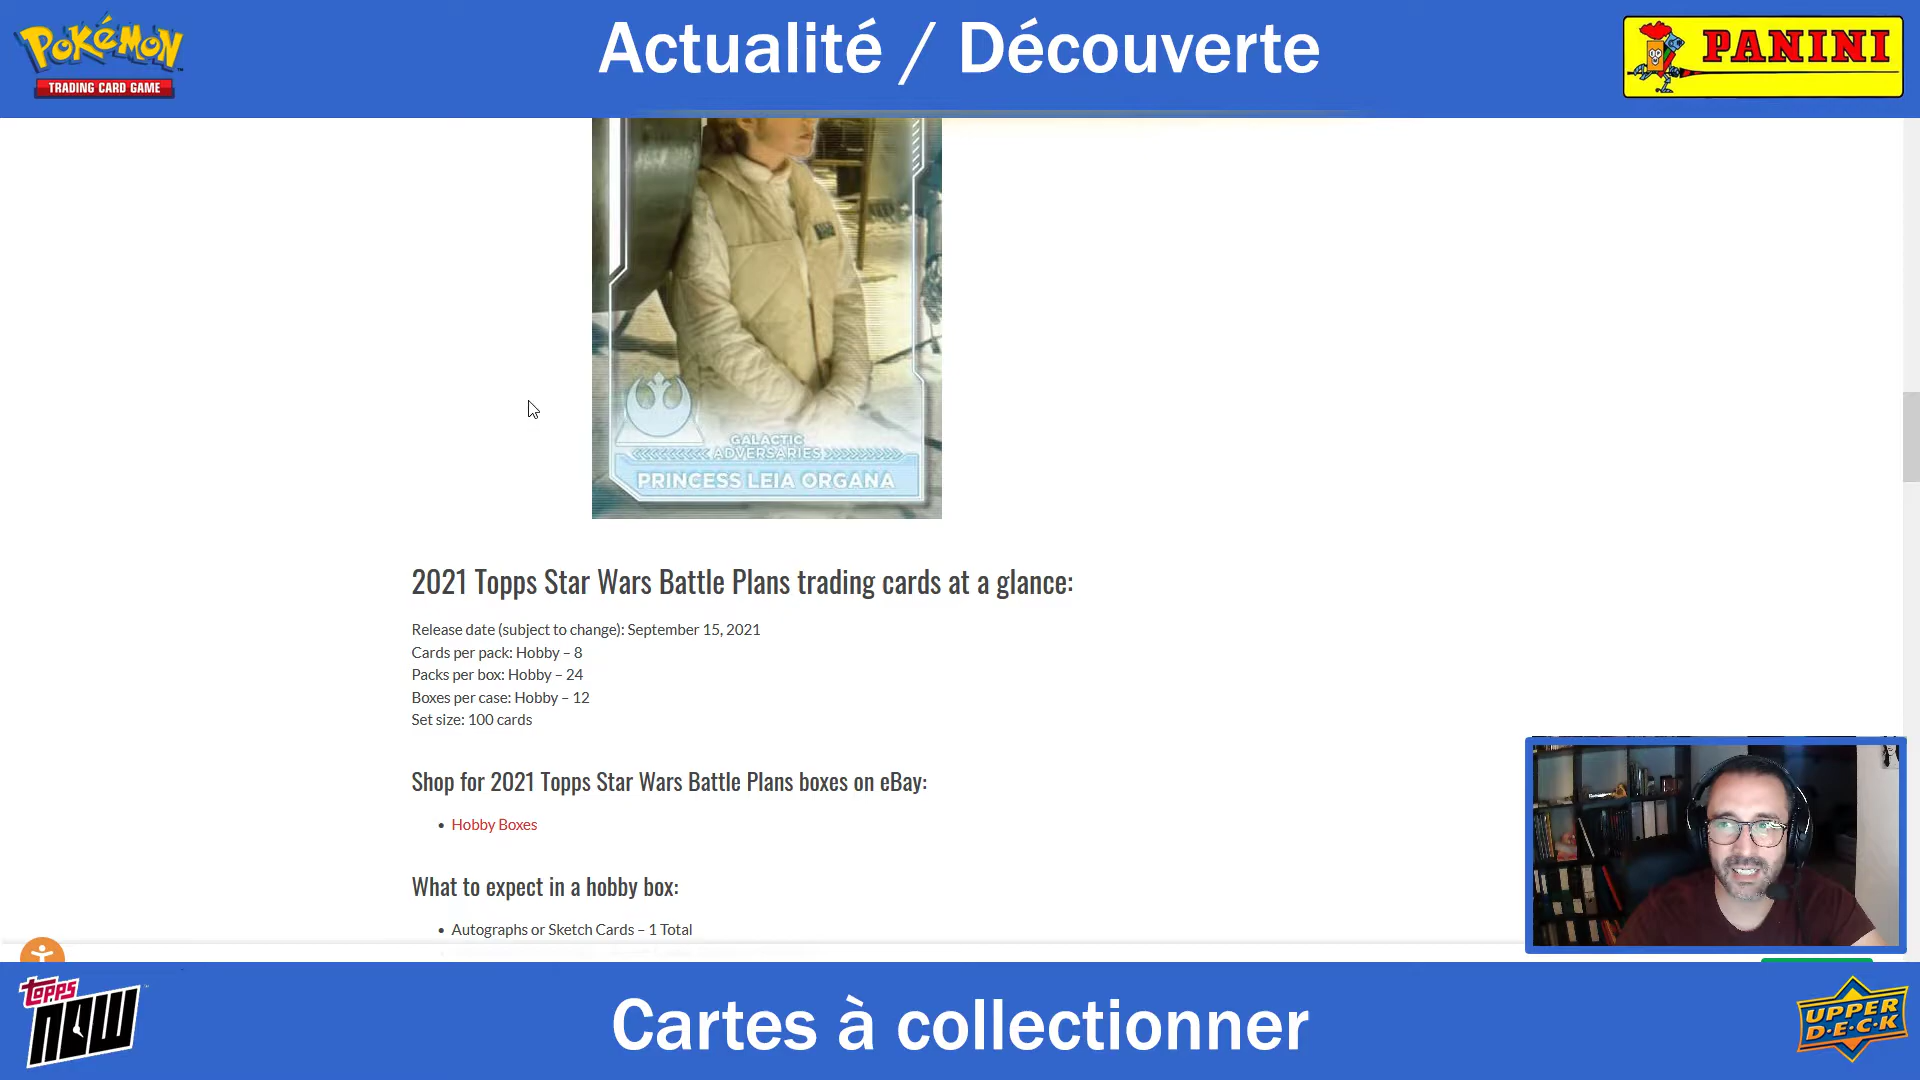 Pokémon
TRADING CARD GAME
Actualité / Découverte
PANINI
GALACTIC
ADVERSARIES
PRINCESS LEIA ORGANA
2021 Topps Star Wars Battle Plans trading cards at a glance:
Release date (subject to change): September 15, 2021
Cards per pack: Hobby – 8
Packs per box: Hobby – 24
Boxes per case: Hobby – 12
Set size: 100 cards
Shop for 2021 Topps Star Wars Battle Plans boxes on eBay:
• Hobby Boxes
What to expect in a hobby box:
• Autographs or Sketch Cards – 1 Total
topps
NOW
Cartes à collectionner
UPPER
D·E·C·K